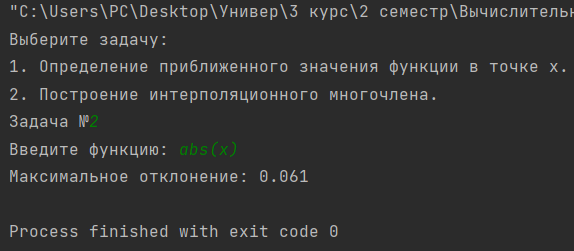 "C:\Users\PC\Desktop\Универ\3 курс\2 семестр\Вычислительн
Выберите задачу:
1. Определение приближенного значения функции в точке x.
2. Построение интерполяционного многочлена.
Задача №2
Введите функцию: abs(x)
Максимальное отклонение: 0.061
Process finished with exit code 0